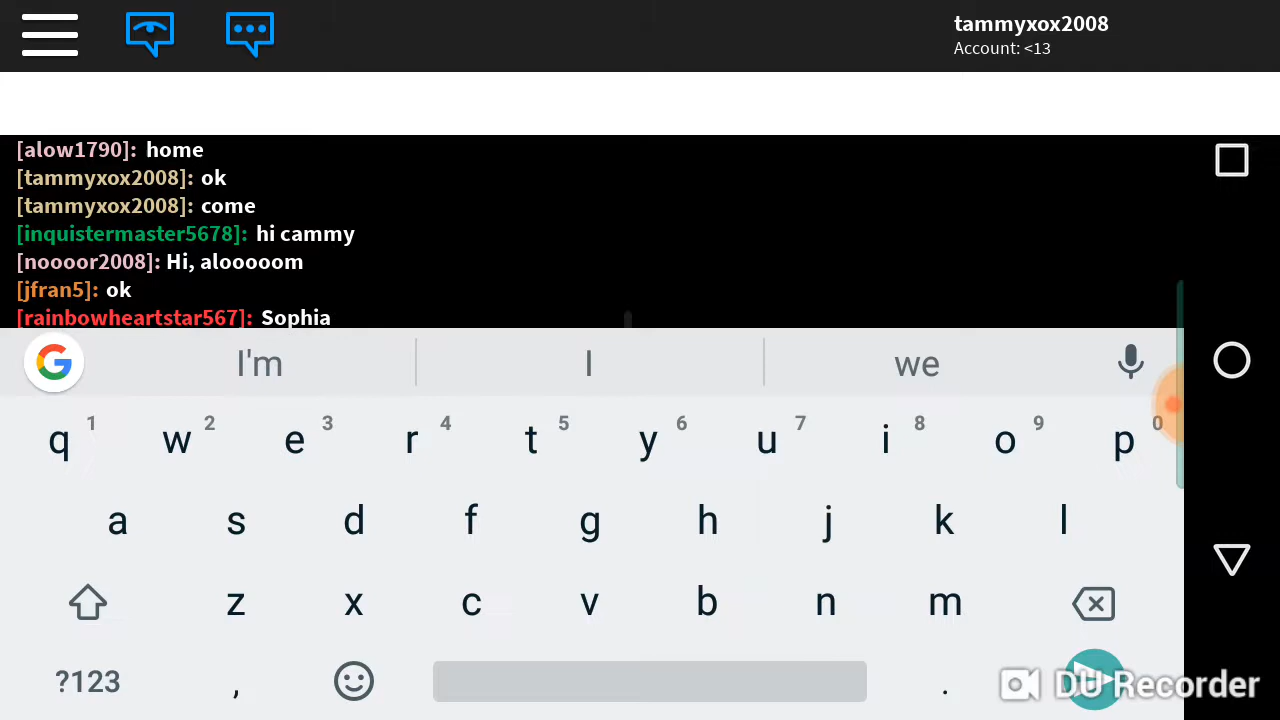 tammyxox2008
Account: <13
[alow1790]: home
[tammyxox2008]: ok
[tammyxox2008]: come
[inquistermaster5678]: hi cammy
[noooor2008]: Hi, alooooom
[jfran5]: ok
[rainbowheartstar567]: Sophia
G I'm I we
q 1 w 2 e 3 r 4 t 5 y 6 u 7 i 8 o 9 p 0
a s d f g h j k l
z x c v b n m
?123 , . DU Recorder